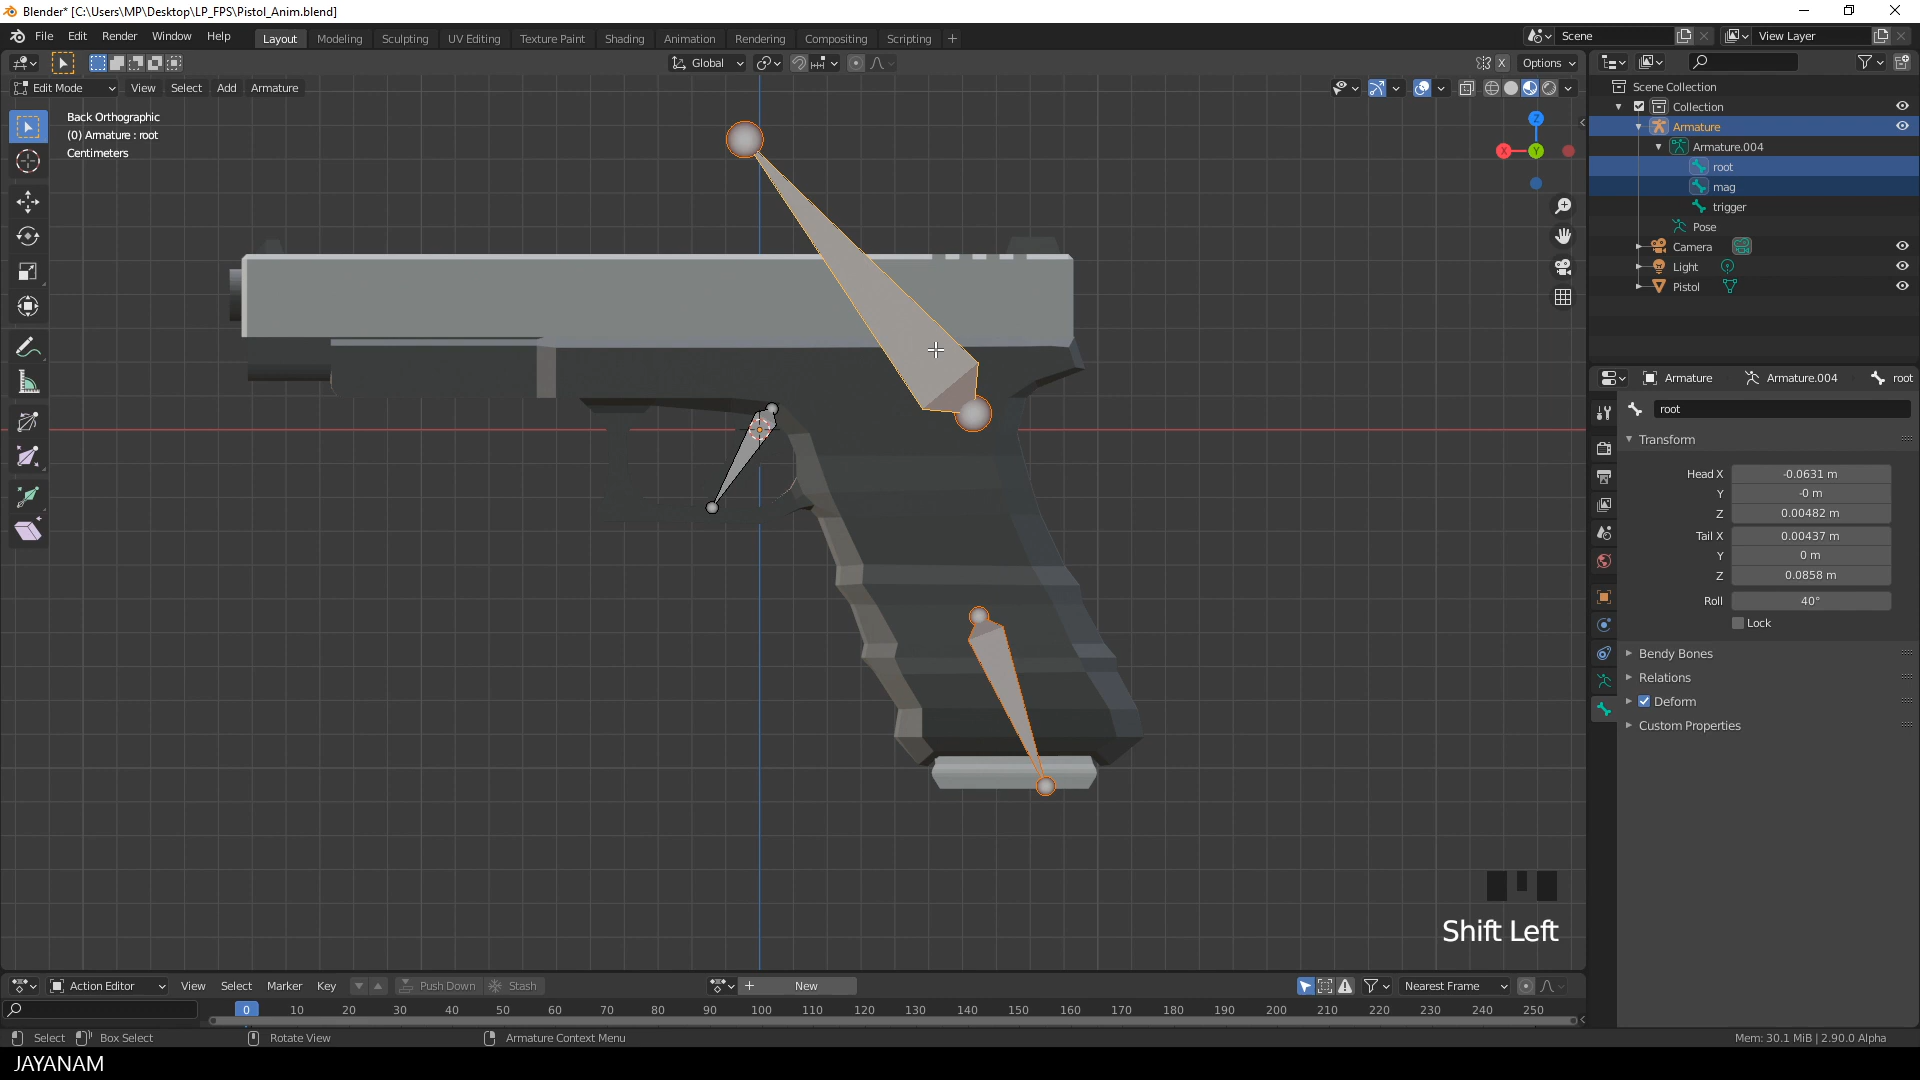 Blender* [C:\Users\MP\Desktop\LP_FPS\Pistol_Anim.blend]
File Edit Render Window Help Layout Modeling Sculpting UV Editing Texture Paint Shading Animation Rendering Compositing Scripting + Scene View Layer
Global Options
X
Edit Mode View Select Add Armature
Back Orthographic
(0) Armature : root
Centimeters
Z
X
Y
Scene Collection
Collection
Armature
Armature.004
root
mag
trigger
Pose
Camera
Light
Pistol
Armature Armature.004 root
root
Transform
Head X -0.0631 m
Y -0 m
Z 0.00482 m
Tail X 0.00437 m
Y 0 m
Z 0.0858 m
Roll 40°
Lock
Bendy Bones
Relations
Deform
Custom Properties
Shift Left
Action Editor View Select Marker Key Push Down Stash + New Nearest Frame
0 10 20 30 40 50 60 70 80 90 100 110 120 130 140 150 160 170 180 190 200 210 220 230 240 250
Select Box Select Rotate View Armature Context Menu Mem: 30.1 MiB | 2.90.0 Alpha
JAYANAM